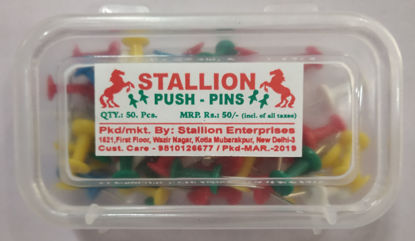 STALLION
PUSH - PINS
QTY.: 50. Pcs. MRP. Rs.: 50/- (incl. of all taxes)
Pkd/mkt. By: Stallion Enterprises
1621,First Floor, Wazir Nagar, Kotla Mubarakpur, New Delhi-3
Cust. Care - 9810126677 / Pkd-MAR.-2019